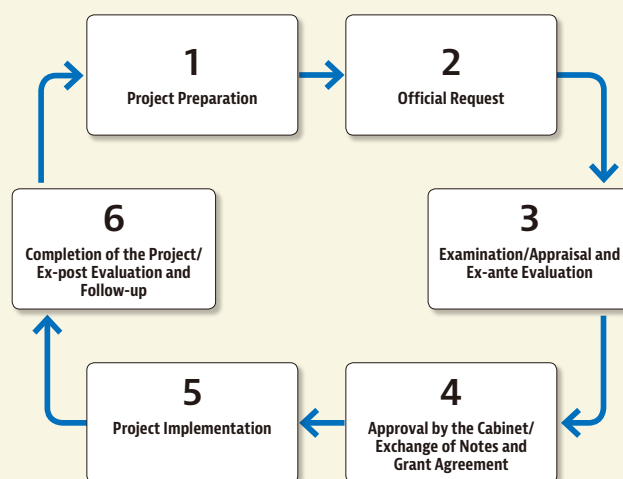 1
Project Preparation
2
Official Request
3
Examination/Appraisal and
Ex-ante Evaluation
4
Approval by the Cabinet/
Exchange of Notes and
Grant Agreement
5
Project Implementation
6
Completion of the Project/
Ex-post Evaluation and
Follow-up